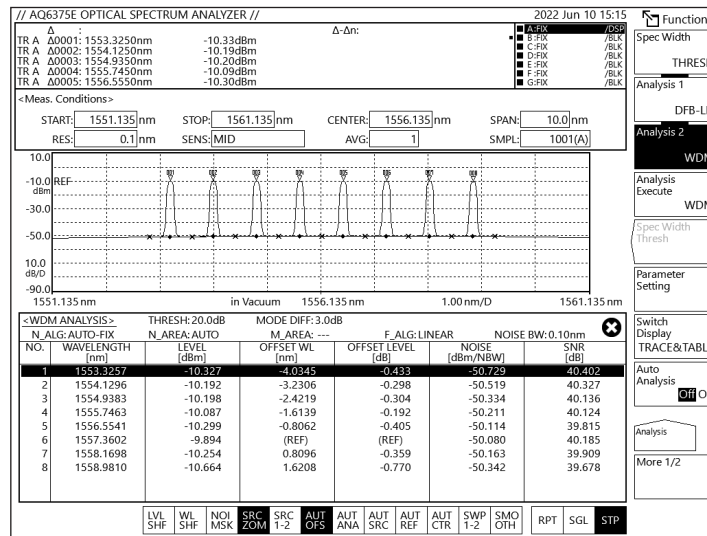 // AQ6375E OPTICAL SPECTRUM ANALYZER //
2022 Jun 10 15:15
Δ :
Δ-Δn:
TR A Δ0001: 1553.3250nm -10.33dBm
TR A Δ0002: 1554.1250nm -10.19dBm
TR A Δ0003: 1554.9350nm -10.20dBm
TR A Δ0004: 1555.7450nm -10.09dBm
TR A Δ0005: 1556.5550nm -10.30dBm
A:FIX /DSP
B:FIX /BLK
C:FIX /BLK
D:FIX /BLK
E:FIX /BLK
F:FIX /BLK
G:FIX /BLK
<Meas. Conditions>
START: 1551.135 nm STOP: 1561.135 nm CENTER: 1556.135 nm SPAN: 10.0 nm
RES: 0.1 nm SENS: MID AVG: 1 SMPL: 1001(A)
10.0
-10.0 REF
dBm
-30.0
-50.0
10.0
dB/D
-90.0
001 002 003 004 005 006 007 008
1551.135 nm in Vacuum 1556.135 nm 1.00 nm/D 1561.135 nm
<WDM ANALYSIS> THRESH: 20.0dB MODE DIFF: 3.0dB
N_ALG: AUTO-FIX N_AREA: AUTO M_AREA: --- F_ALG: LINEAR NOISE BW: 0.10nm
NO. WAVELENGTH LEVEL OFFSET WL OFFSET LEVEL NOISE SNR
[nm] [dBm] [nm] [dB] [dBm/NBW] [dB]
1 1553.3257 -10.327 -4.0345 -0.433 -50.729 40.402
2 1554.1296 -10.192 -3.2306 -0.298 -50.519 40.327
3 1554.9383 -10.198 -2.4219 -0.304 -50.334 40.136
4 1555.7463 -10.087 -1.6139 -0.192 -50.211 40.124
5 1556.5541 -10.299 -0.8062 -0.405 -50.114 39.815
6 1557.3602 -9.894 (REF) (REF) -50.080 40.185
7 1558.1698 -10.254 0.8096 -0.359 -50.163 39.909
8 1558.9810 -10.664 1.6208 -0.770 -50.342 39.678
LVL SHF
WL SHF
NOI MSK
SRC ZOM
SRC 1-2
AUT OFS
AUT ANA
AUT SRC
AUT REF
AUT CTR
SWP 1-2
SMO OTH
RPT
SGL
STP
Function
Spec Width
THRES
Analysis 1
DFB-L
Analysis 2
WD
Analysis
Execute
WD
Spec Width
Thresh
Parameter
Setting
Switch
Display
TRACE&TABL
Auto
Analysis
Off O
Analysis
More 1/2